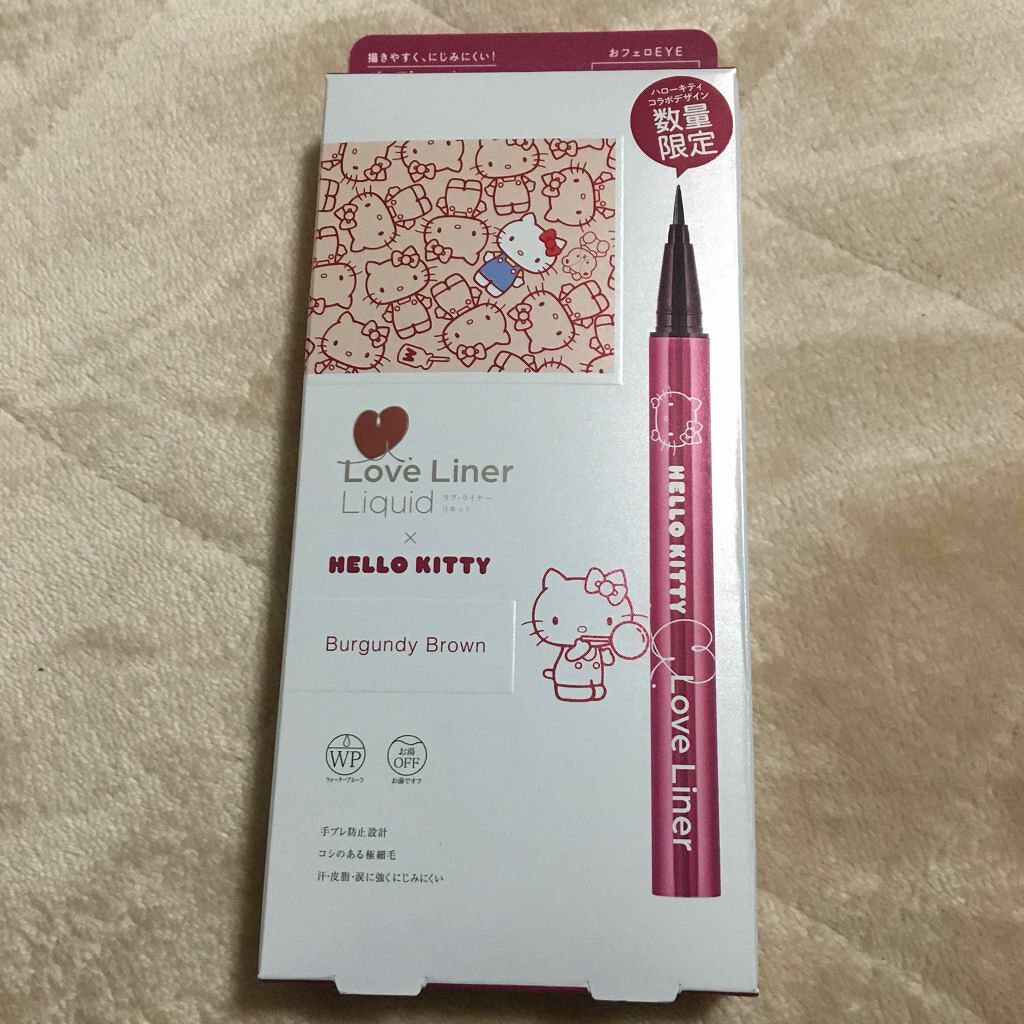 描きやすく、にじみにくい!
おフェロEYE
ハローキティ
コラボデザイン
数量
限定
Love Liner
Liquid
ラブ・ライナー
リキッド
×
HELLO KITTY
Burgundy Brown
WP
ウォータープルーフ
お湯
OFF
お湯でオフ
手ブレ防止設計
コシのある極細毛
汗・皮脂・涙に強くにじみにくい
HELLO KITTY
Love Liner